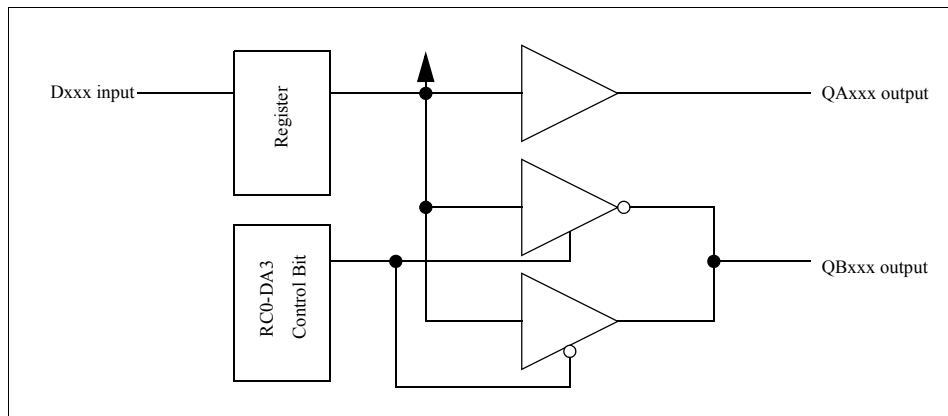 Dxxx input
Register
QAxxx output
RC0-DA3
Control Bit
QBxxx output